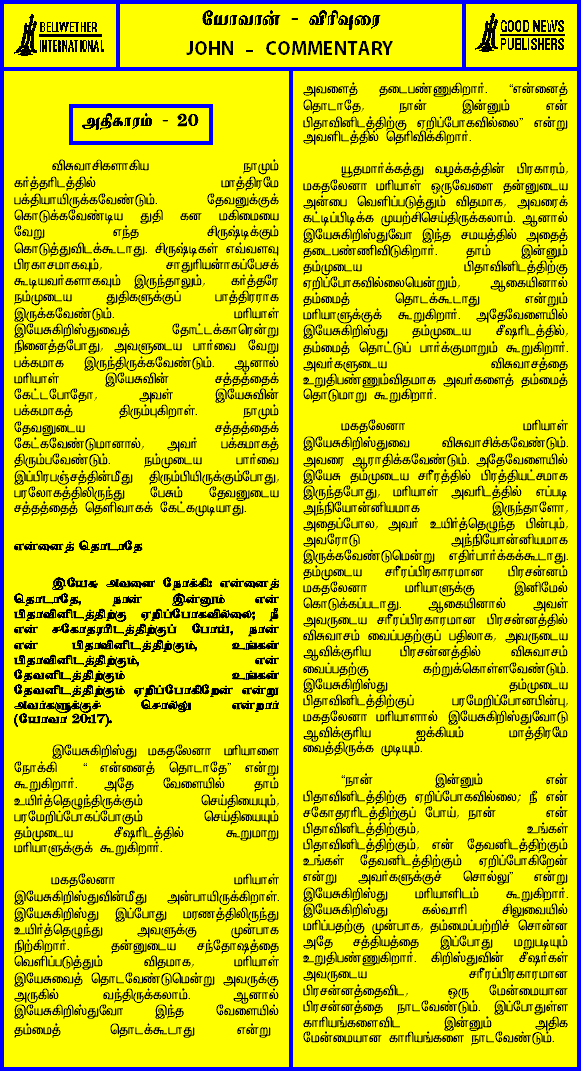 BELLWETHER
INTERNATIONAL
யோவான் - விரிவுரை
JOHN - COMMENTARY
GOOD NEWS
PUBLISHERS
அதிகாரம் - 20
விசுவாசிகளாகிய நாமும்
கர்த்தரிடத்தில் மாத்திரமே
பக்தியாயிருக்கவேண்டும். தேவனுக்குக்
கொடுக்கவேண்டிய துதி கன மகிமையை
வேறு எந்த சிருஷ்டிக்கும்
கொடுத்துவிடக்கூடாது. சிருஷ்டிகள் எவ்வளவு
பிரகாசமாகவும், சாதுரியன்காப்பேசக்
கூடியவர்களாகவும் இருந்தாலும், கர்த்தரே
நம்முடைய துதிகளுக்குப் பாத்திரராக
இருக்கவேண்டும். மரியாள்
இயேசுகிறிஸ்துவைத் தோட்டக்காரென்று
நினைத்தபோது, அவளுடைய பார்வை வேறு
பக்கமாக இருந்திருக்கவேண்டும். ஆனால்
மரியாள் இயேசுவின் சத்தத்தைக்
கேட்டபோதோ, அவள் இயேசுவின்
பக்கமாகத் திரும்புகிறாள். நாமும்
தேவனுடைய சத்தத்தைக்
கேட்கவேண்டுமானால், அவர் பக்கமாகத்
திரும்பவேண்டும். நம்முடைய பார்வை
இப்பிரபஞ்சத்தின்மீது திரும்பியிருக்கும்போது,
பரலோகத்திலிருந்து பேசும் தேவனுடைய
சத்தத்தைத் தெளிவாகக் கேட்கமுடியாது.
என்னைத் தொடாதே
இயேசு அவளை நோக்கி: என்னைத்
தொடாதே, நான் இன்னும் என்
பிதாவினிடத்திற்கு ஏறிப்போகவில்லை; நீ
என் சகோதரரிடத்திற்குப் போய், நான்
என் பிதாவினிடத்திற்கும், உங்கள்
பிதாவினிடத்திற்கும், என்
தேவனிடத்திற்கும் உங்கள்
தேவனிடத்திற்கும் ஏறிப்போகிறேன் என்று
அவர்களுக்குச் சொல்லு என்றார்
(யோவா 20:17).
இயேசுகிறிஸ்து மகதலேனா மரியாளை
நோக்கி “ என்னைத் தொடாதே” என்று
கூறுகிறார். அதே வேளையில் தாம்
உயிர்த்தெழுந்திருக்கும் செய்தியையும்,
பரமேறிப்போகப்போகும் செய்தியையும்
தம்முடைய சீஷரிடத்தில் கூறுமாறு
மரியாளுக்குக் கூறுகிறார்.
மகதலேனா மரியாள்
இயேசுகிறிஸ்துவின்மீது அன்பாயிருக்கிறாள்.
இயேசுகிறிஸ்து இப்போது மரணத்திலிருந்து
உயிர்த்தெழுந்து அவளுக்கு முன்பாக
நிற்கிறார். தன்னுடைய சந்தோஷத்தை
வெளிப்படுத்தும் விதமாக, மரியாள்
இயேசுவைத் தொடவேண்டுமென்று அவருக்கு
அருகில் வந்திருக்கலாம். ஆனால்
இயேசுகிறிஸ்துவோ இந்த வேளையில்
தம்மைத் தொடக்கூடாது என்று
அவளைத் தடைபண்ணுகிறார். “என்னைத்
தொடாதே, நான் இன்னும் என்
பிதாவினிடத்திற்கு ஏறிப்போகவில்லை” என்று
அவளிடத்தில் தெரிவிக்கிறார்.
யூதமார்க்கத்து வழக்கத்தின் பிரகாரம்,
மகதலேனா மரியாள் ஒருவேளை தன்னுடைய
அன்பை வெளிப்படுத்தும் விதமாக, அவரைக்
கட்டிப்பிடிக்க முயற்சிசெய்திருக்கலாம். ஆனால்
இயேசுகிறிஸ்துவோ இந்த சமயத்தில் அதைத்
தடைபண்ணிவிடுகிறார். தாம் இன்னும்
தம்முடைய பிதாவினிடத்திற்கு
ஏறிப்போகவில்லையென்றும், ஆகையினால்
தம்மைத் தொடக்கூடாது என்றும்
மரியாளுக்குக் கூறுகிறார். அதேவேளையில்
இயேசுகிறிஸ்து தம்முடைய சீஷரிடத்தில்,
தம்மைத் தொட்டுப் பார்க்குமாறும் கூறுகிறார்.
அவர்களுடைய விசுவாசத்தை
உறுதிபண்ணும்விதமாக அவர்களைத் தம்மைத்
தொடுமாறு கூறுகிறார்.
மகதலேனா மரியாள்
இயேசுகிறிஸ்துவை விசுவாசிக்கவேண்டும்.
அவரை ஆராதிக்கவேண்டும். அதேவேளையில்
இயேசு தம்முடைய சரீரத்தில் பிரத்தியட்சமாக
இருந்தபோது, மரியாள் அவரிடத்தில் எப்படி
அந்நியோன்னியமாக இருந்தாளோ,
அதைப்போல, அவர் உயிர்த்தெழுந்த பின்பும்,
அவரோடு அந்நியோன்னியமாக
இருக்கவேண்டுமென்று எதிர்பார்க்கக்கூடாது.
தம்முடைய சரீரப்பிரகாரமான பிரசன்னம்
மகதலேனா மரியாளுக்கு இனிமேல்
கொடுக்கப்படாது. ஆகையினால் அவள்
அவருடைய சரீரப்பிரகாரமான பிரசன்னத்தில்
விசுவாசம் வைப்பதற்குப் பதிலாக, அவருடைய
ஆவிக்குரிய பிரசன்னத்தில் விசுவாசம்
வைப்பதற்கு கற்றுக்கொள்ளவேண்டும்.
இயேசுகிறிஸ்து தம்முடைய
பிதாவினிடத்திற்குப் பரமேறிப்போனபின்பு,
மகதலேனா மரியாளால் இயேசுகிறிஸ்துவோடு
ஆவிக்குரிய ஐக்கியம் மாத்திரமே
வைத்திருக்க முடியும்.
“நான் இன்னும் என்
பிதாவினிடத்திற்கு ஏறிப்போகவில்லை; நீ என்
சகோதரரிடத்திற்குப் போய், நான் என்
பிதாவினிடத்திற்கும், உங்கள்
பிதாவினிடத்திற்கும், என் தேவனிடத்திற்கும்
உங்கள் தேவனிடத்திற்கும் ஏறிப்போகிறேன்
என்று அவர்களுக்குச் சொல்லு” என்று
இயேசுகிறிஸ்து மரியாளிடம் கூறுகிறார்.
இயேசுகிறிஸ்து கல்வாரி சிலுவையில்
மரிப்பதற்கு முன்பாக, தம்மைப்பற்றிச் சொன்ன
அதே சத்தியத்தை இப்போது மறுபடியும்
உறுதிபண்ணுகிறார். கிறிஸ்துவின் சீஷர்கள்
அவருடைய சரீரப்பிரகாரமான
பிரசன்னத்தைவிட, ஒரு மேன்மையான
பிரசன்னத்தை நாடவேண்டும். இப்போதுள்ள
காரியங்களைவிட இன்னும் அதிக
மேன்மையான காரியங்களை நாடவேண்டும்.